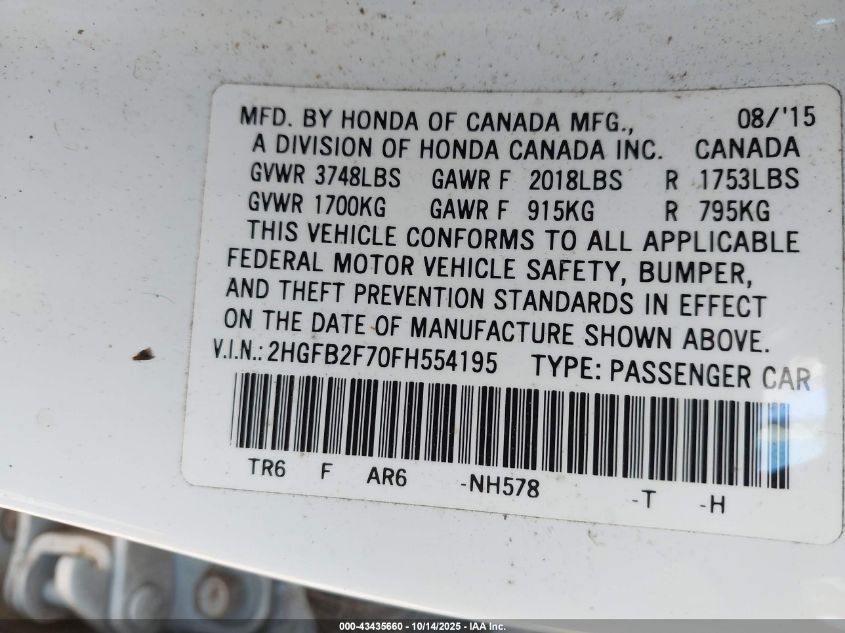 MFD. BY HONDA OF CANADA MFG., 08/'15
A DIVISION OF HONDA CANADA INC. CANADA
GVWR 3748LBS GAWR F 2018LBS R 1753LBS
GVWR 1700KG GAWR F 915KG R 795KG
THIS VEHICLE CONFORMS TO ALL APPLICABLE
FEDERAL MOTOR VEHICLE SAFETY, BUMPER,
AND THEFT PREVENTION STANDARDS IN EFFECT
ON THE DATE OF MANUFACTURE SHOWN ABOVE.
V.I.N.: 2HGFB2F70FH554195 TYPE: PASSENGER CAR
TR6 F AR6 -NH578 -T -H
000-43435660 - 10/14/2025 - IAA Inc.